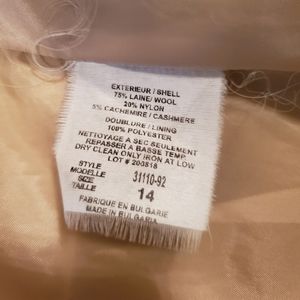 EXTERIEUR / SHELL
75% LAINE/ WOOL
20% NYLON
5% CACHEMIRE / CASHMERE
DOUBLURE / LINING
100% POLYESTER
NETTOYAGE A SEC SEULEMENT
REPASSER A BASSE TEMP.
DRY CLEAN ONLY IRON AT LOW
LOT # 200818
STYLE
MODELLE 31110-92
SIZE
TAILLE 14
FABRIQUE EN BULGARIE
MADE IN BULGARIA